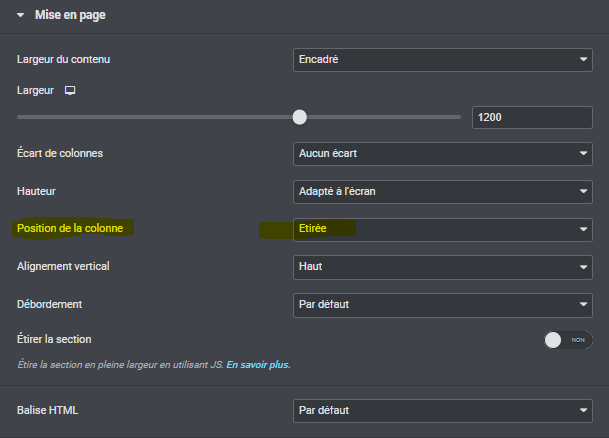 Mise en page
Largeur du contenu Encadré
Largeur
1200
Écart de colonnes Aucun écart
Hauteur Adapté à l'écran
Position de la colonne Etirée
Alignement vertical Haut
Débordement Par défaut
Étirer la section NON
Étire la section en pleine largeur en utilisant JS. En savoir plus.
Balise HTML Par défaut